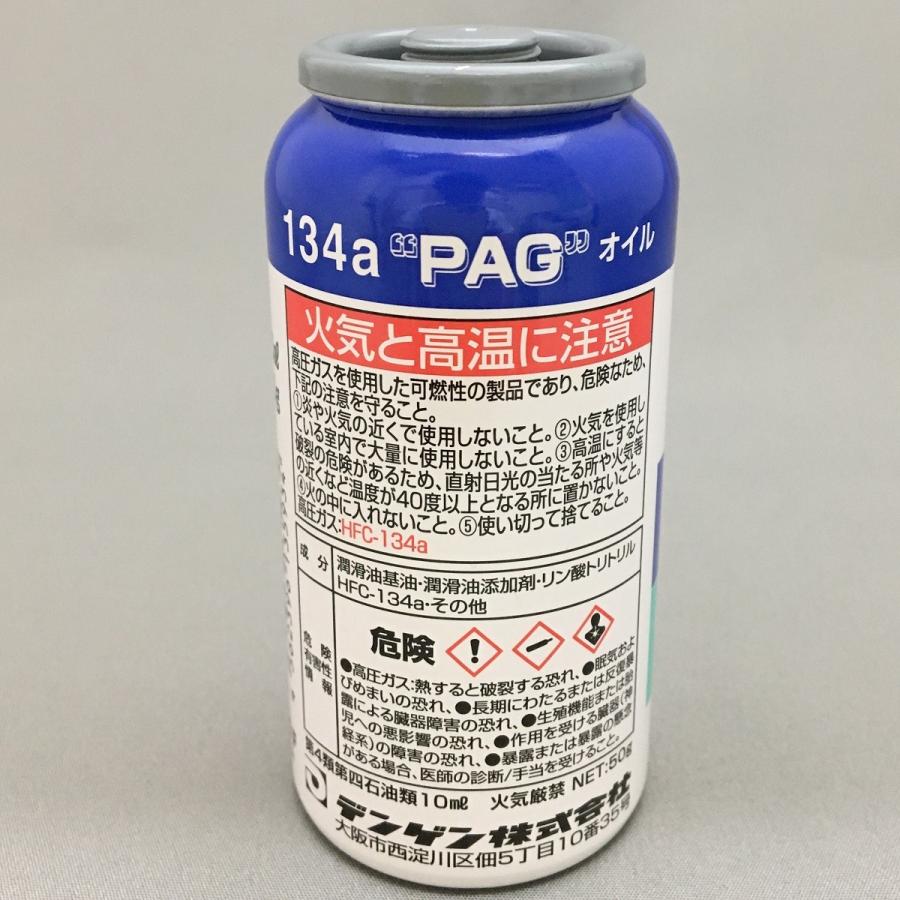 134a "PAG" オイル
火気と高温に注意
高圧ガスを使用した可燃性の製品であり、危険なため、
下記の注意を守ること。
①炎や火気の近くで使用しないこと。②火気を使用し
ている室内で大量に使用しないこと。③高温にすると
破裂の危険があるため、直射日光の当たる所や火気等
の近くなど温度が40度以上となる所に置かないこと。
④火の中に入れないこと。⑤使い切って捨てること。
高圧ガス:HFC-134a
成分
潤滑油基油・潤滑油添加剤・リン酸トリトリル
HFC-134a・その他
危険性
有害性
情報
危険
●高圧ガス:熱すると破裂する恐れ、●眠気およ
びめまいの恐れ、●長期にわたるまたは反復暴
露による臓器障害の恐れ、●生殖機能または胎
児への悪影響の恐れ、●作用を受ける臓器(神
経系)の障害の恐れ、●暴露または暴露の懸念
がある場合、医師の診断/手当を受けること。
第4類第四石油類10mℓ 火気厳禁 NET:50g
D デンゲン株式会社
大阪市西淀川区佃5丁目10番35号